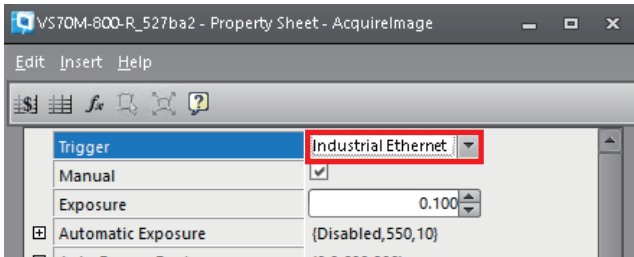 VS70M-800-R_527ba2 - Property Sheet - AcquireImage
Edit Insert Help
Trigger Industrial Ethernet
Manual
Exposure 0.100
Automatic Exposure {Disabled,550,10}